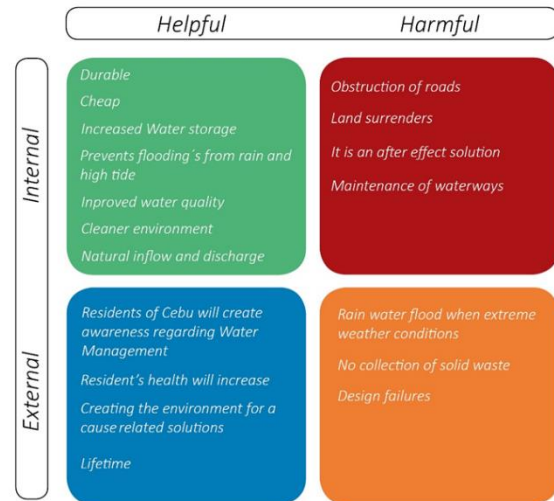 Helpful
Harmful
Internal
Durable
Cheap
Increased Water storage
Prevents flooding´s from rain and
high tide
Inproved water quality
Cleaner environment
Natural inflow and discharge
Obstruction of roads
Land surrenders
It is an after effect solution
Maintenance of waterways
External
Residents of Cebu will create
awareness regarding Water
Management
Resident’s health will increase
Creating the environment for a
cause related solutions
Lifetime
Rain water flood when extreme
weather conditions
No collection of solid waste
Design failures